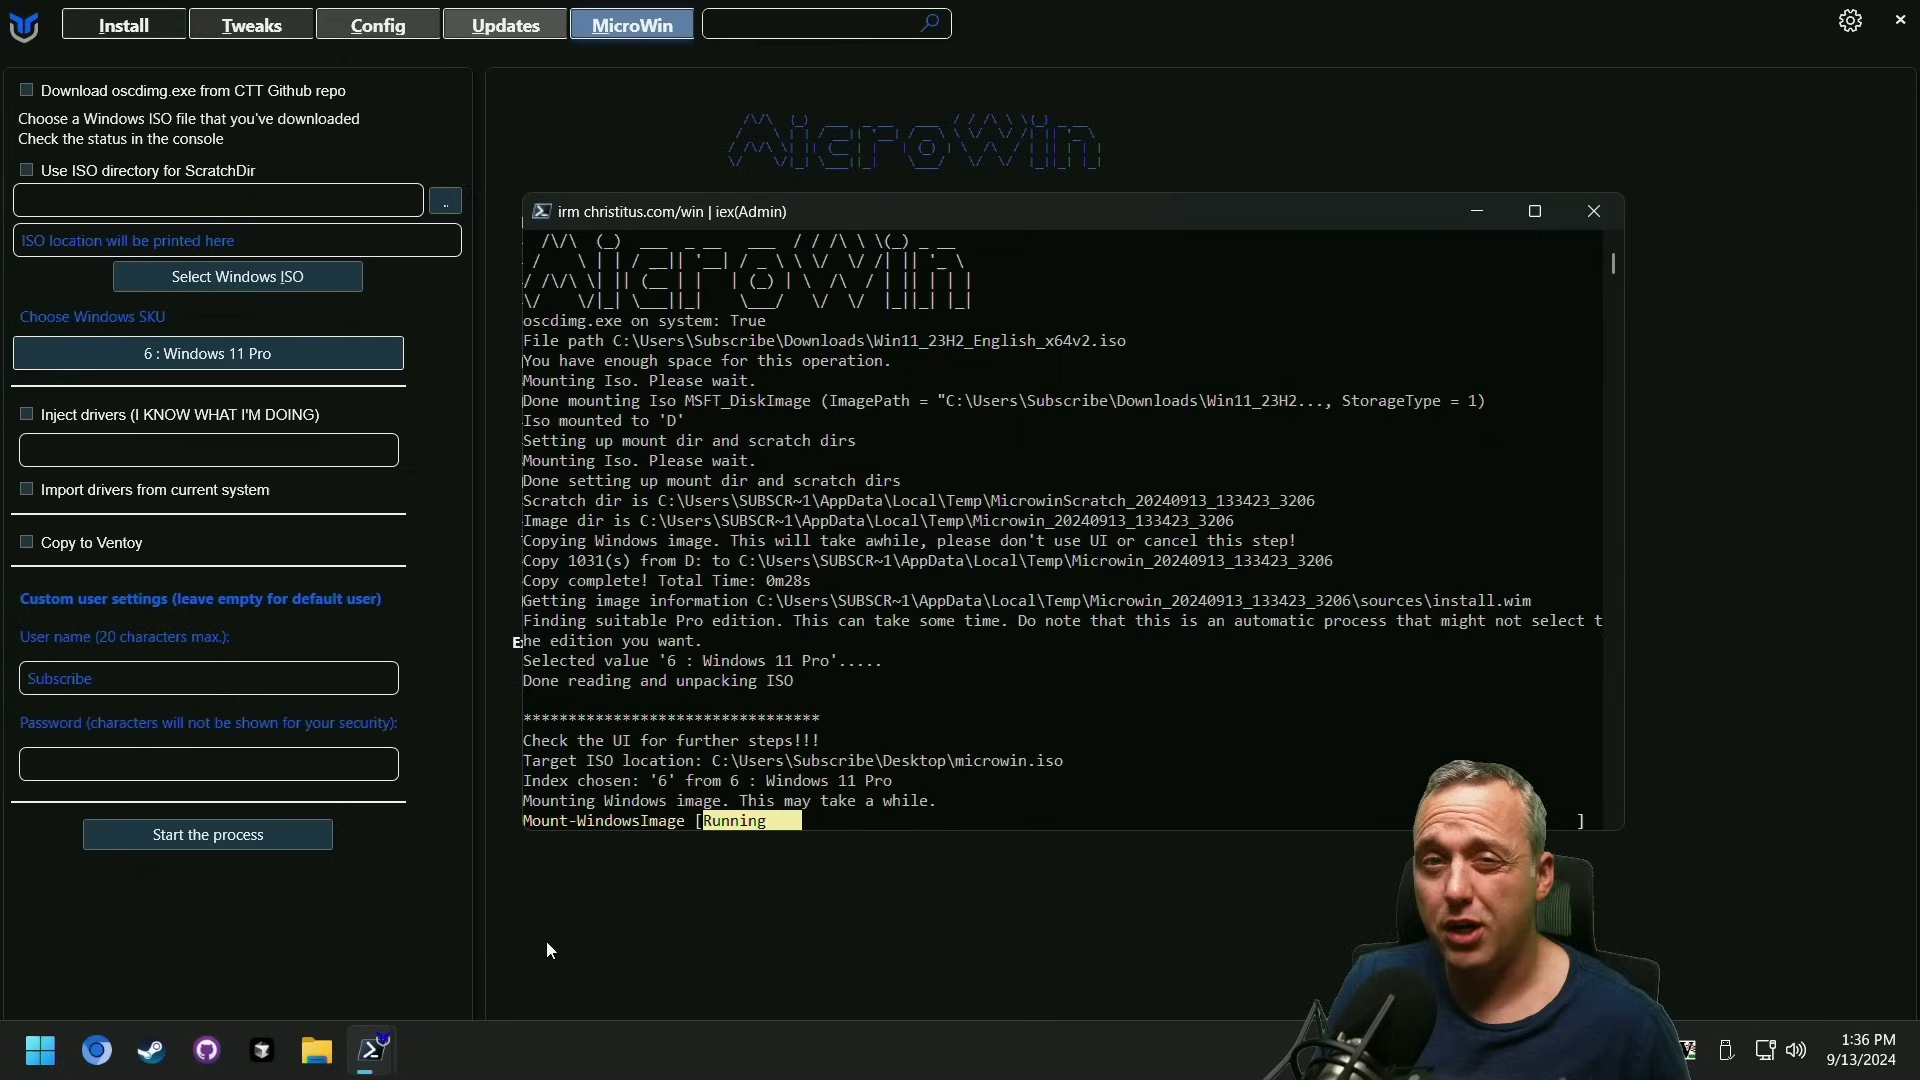 Install
Tweaks
Config
Updates
MicroWin
Download oscdimg.exe from CTT Github repo
Choose a Windows ISO file that you've downloaded
Check the status in the console
Use ISO directory for ScratchDir
..
ISO location will be printed here
Select Windows ISO
Choose Windows SKU
6 : Windows 11 Pro
Inject drivers (I KNOW WHAT I'M DOING)
Import drivers from current system
Copy to Ventoy
Custom user settings (leave empty for default user)
User name (20 characters max.):
Subscribe
Password (characters will not be shown for your security):
Start the process
MicroWin
irm christitus.com/win | iex(Admin)
MicroWin
oscdimg.exe on system: True
File path C:\Users\Subscribe\Downloads\Win11_23H2_English_x64v2.iso
You have enough space for this operation.
Mounting Iso. Please wait.
Done mounting Iso MSFT_DiskImage (ImagePath = "C:\Users\Subscribe\Downloads\Win11_23H2..., StorageType = 1)
Iso mounted to 'D'
Setting up mount dir and scratch dirs
Mounting Iso. Please wait.
Done setting up mount dir and scratch dirs
Scratch dir is C:\Users\SUBSCR~1\AppData\Local\Temp\MicrowinScratch_20240913_133423_3206
Image dir is C:\Users\SUBSCR~1\AppData\Local\Temp\Microwin_20240913_133423_3206
Copying Windows image. This will take awhile, please don't use UI or cancel this step!
Copy 1031(s) from D: to C:\Users\SUBSCR~1\AppData\Local\Temp\Microwin_20240913_133423_3206
Copy complete! Total Time: 0m28s
Getting image information C:\Users\SUBSCR~1\AppData\Local\Temp\Microwin_20240913_133423_3206\sources\install.wim
Finding suitable Pro edition. This can take some time. Do note that this is an automatic process that might not select t
he edition you want.
Selected value '6 : Windows 11 Pro'.....
Done reading and unpacking ISO
*********************************
Check the UI for further steps!!!
Target ISO location: C:\Users\Subscribe\Desktop\microwin.iso
Index chosen: '6' from 6 : Windows 11 Pro
Mounting Windows image. This may take a while.
Mount-WindowsImage [Running ]
1:36 PM
9/13/2024